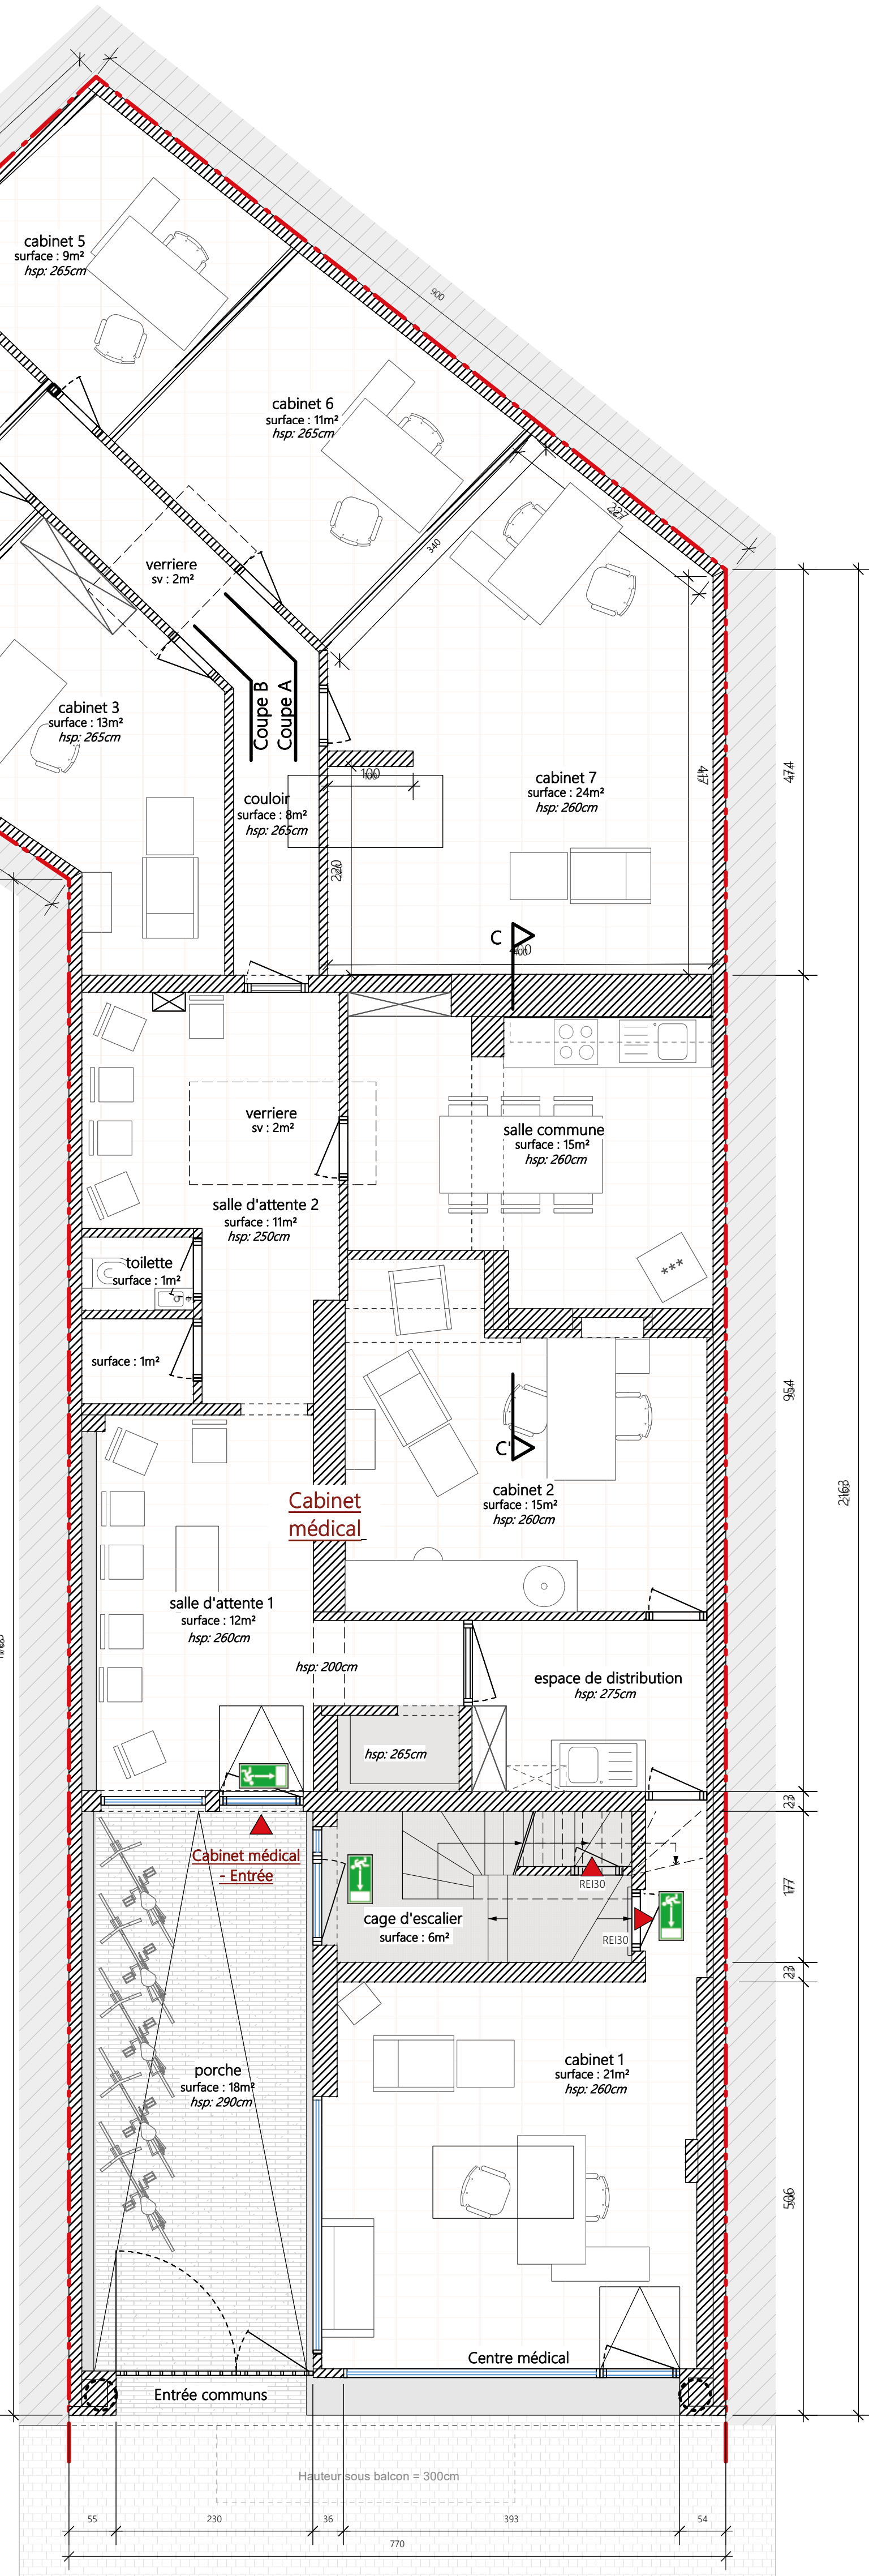 900
cabinet 5
surface : 9m²
hsp: 265cm
cabinet 6
surface : 11m²
hsp: 265cm
227
340
verriere
sv : 2m²
Coupe B
Coupe A
cabinet 3
surface : 13m²
hsp: 265cm
cabinet 7
surface : 24m²
hsp: 260cm
417
474
100
couloir
surface : 8m²
hsp: 265cm
220
C
verriere
sv : 2m²
salle commune
surface : 15m²
hsp: 260cm
salle d'attente 2
surface : 11m²
hsp: 250cm
toilette
surface : 1m²
***
surface : 1m²
954
C'
cabinet 2
surface : 15m²
hsp: 260cm
2163
Cabinet
médical
salle d'attente 1
surface : 12m²
hsp: 260cm
hsp: 200cm
espace de distribution
hsp: 275cm
hsp: 265cm
23
Cabinet médical
- Entrée
REI30
cage d'escalier
surface : 6m²
REI30
177
23
porche
surface : 18m²
hsp: 290cm
cabinet 1
surface : 21m²
hsp: 260cm
506
Centre médical
Entrée communs
Hauteur sous balcon = 300cm
55
230
36
393
54
770